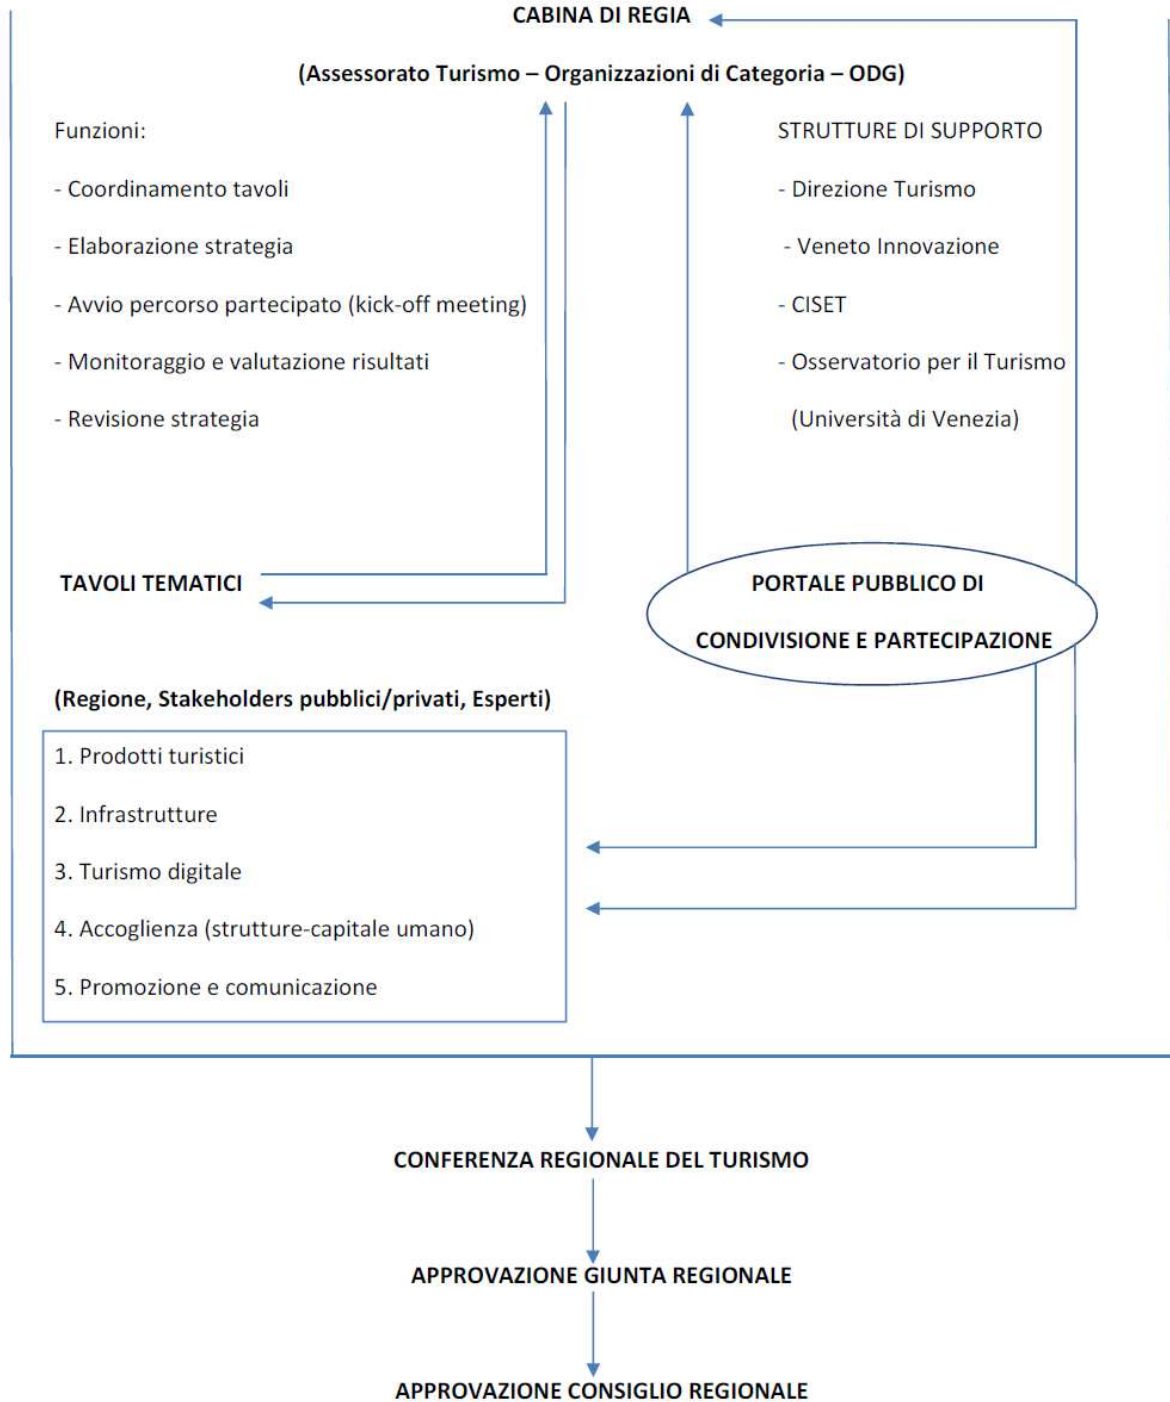 CABINA DI REGIA
(Assessorato Turismo – Organizzazioni di Categoria – ODG)
Funzioni:
- Coordinamento tavoli
- Elaborazione strategia
- Avvio percorso partecipato (kick-off meeting)
- Monitoraggio e valutazione risultati
- Revisione strategia
STRUTTURE DI SUPPORTO
- Direzione Turismo
- Veneto Innovazione
- CISET
- Osservatorio per il Turismo
(Università di Venezia)
TAVOLI TEMATICI
PORTALE PUBBLICO DI
CONDIVISIONE E PARTECIPAZIONE
(Regione, Stakeholders pubblici/privati, Esperti)
1. Prodotti turistici
2. Infrastrutture
3. Turismo digitale
4. Accoglienza (strutture-capitale umano)
5. Promozione e comunicazione
CONFERENZA REGIONALE DEL TURISMO
APPROVAZIONE GIUNTA REGIONALE
APPROVAZIONE CONSIGLIO REGIONALE